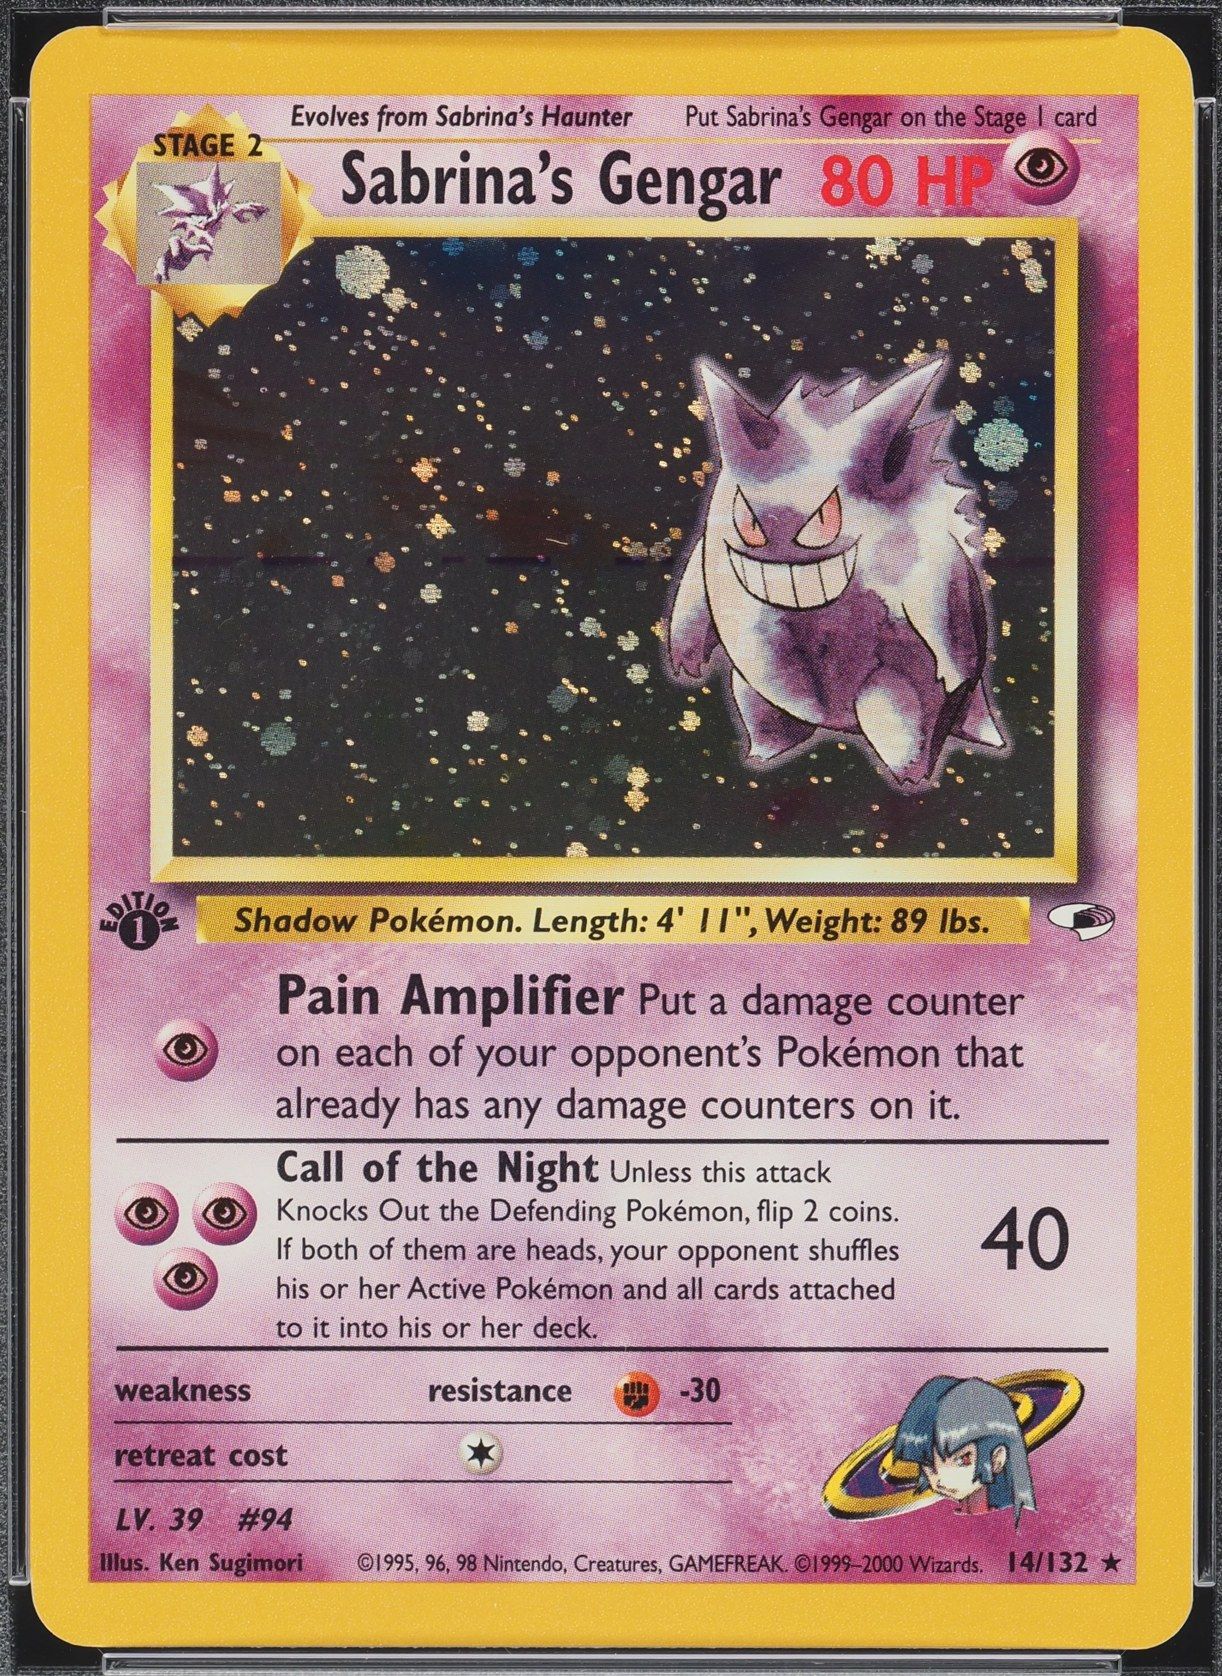 Evolves from Sabrina's Haunter Put Sabrina's Gengar on the Stage 1 card
STAGE 2
Sabrina's Gengar 80 HP
EDITION
1
Shadow Pokémon. Length: 4' 11", Weight: 89 lbs.
Pain Amplifier Put a damage counter
on each of your opponent's Pokémon that
already has any damage counters on it.
Call of the Night Unless this attack
Knocks Out the Defending Pokémon, flip 2 coins.
If both of them are heads, your opponent shuffles
his or her Active Pokémon and all cards attached
to it into his or her deck.
40
weakness resistance -30
retreat cost
LV. 39 #94
Illus. Ken Sugimori ©1995, 96, 98 Nintendo, Creatures, GAMEFREAK. ©1999–2000 Wizards. 14/132 ★